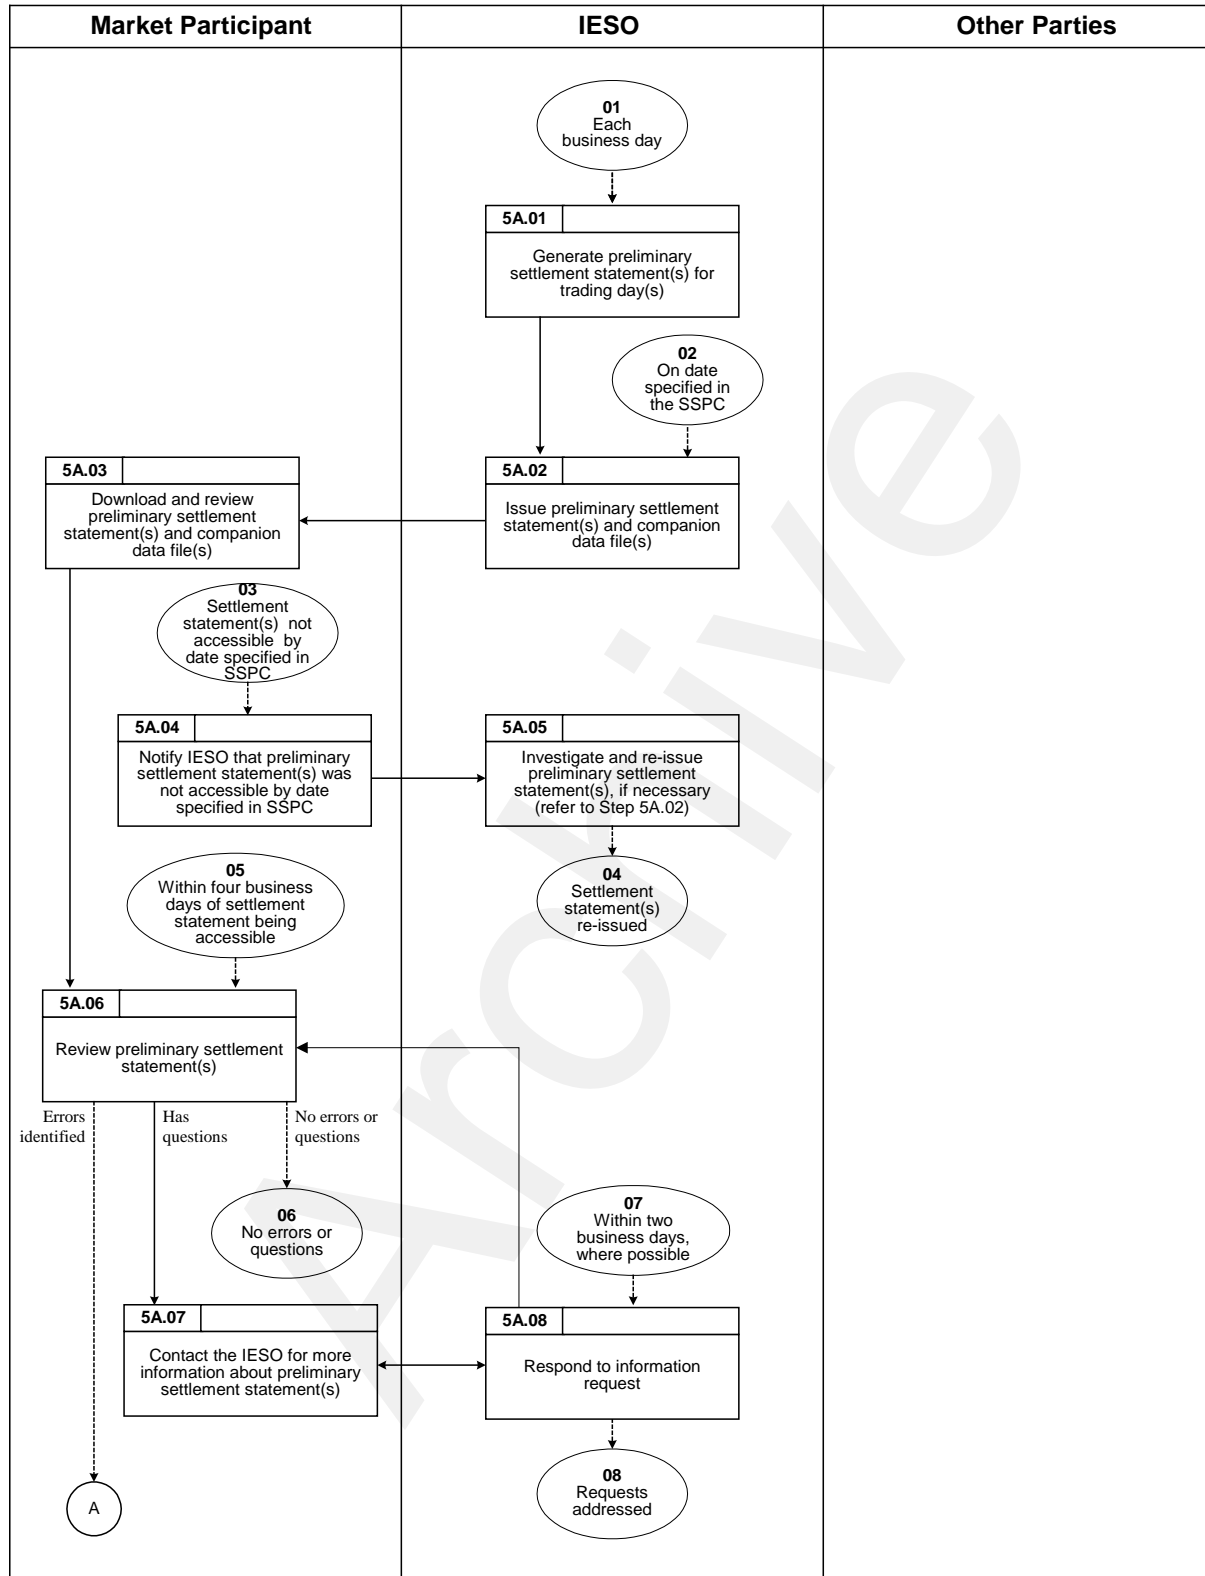 Market Participant
IESO
Other Parties
01
Each
business day
5A.01
Generate preliminary
settlement statement(s) for
trading day(s)
02
On date
specified in
the SSPC
5A.03
Download and review
preliminary settlement
statement(s) and companion
data file(s)
5A.02
Issue preliminary settlement
statement(s) and companion
data file(s)
03
Settlement
statement(s) not
accessible by
date specified in
SSPC
5A.04
Notify IESO that preliminary
settlement statement(s) was
not accessible by date
specified in SSPC
5A.05
Investigate and re-issue
preliminary settlement
statement(s), if necessary
(refer to Step 5A.02)
04
Settlement
statement(s)
re-issued
05
Within four business
days of settlement
statement being
accessible
5A.06
Review preliminary settlement
statement(s)
Errors
identified
Has
questions
No errors or
questions
06
No errors or
questions
07
Within two
business days,
where possible
5A.07
Contact the IESO for more
information about preliminary
settlement statement(s)
5A.08
Respond to information
request
08
Requests
addressed
A
Archive